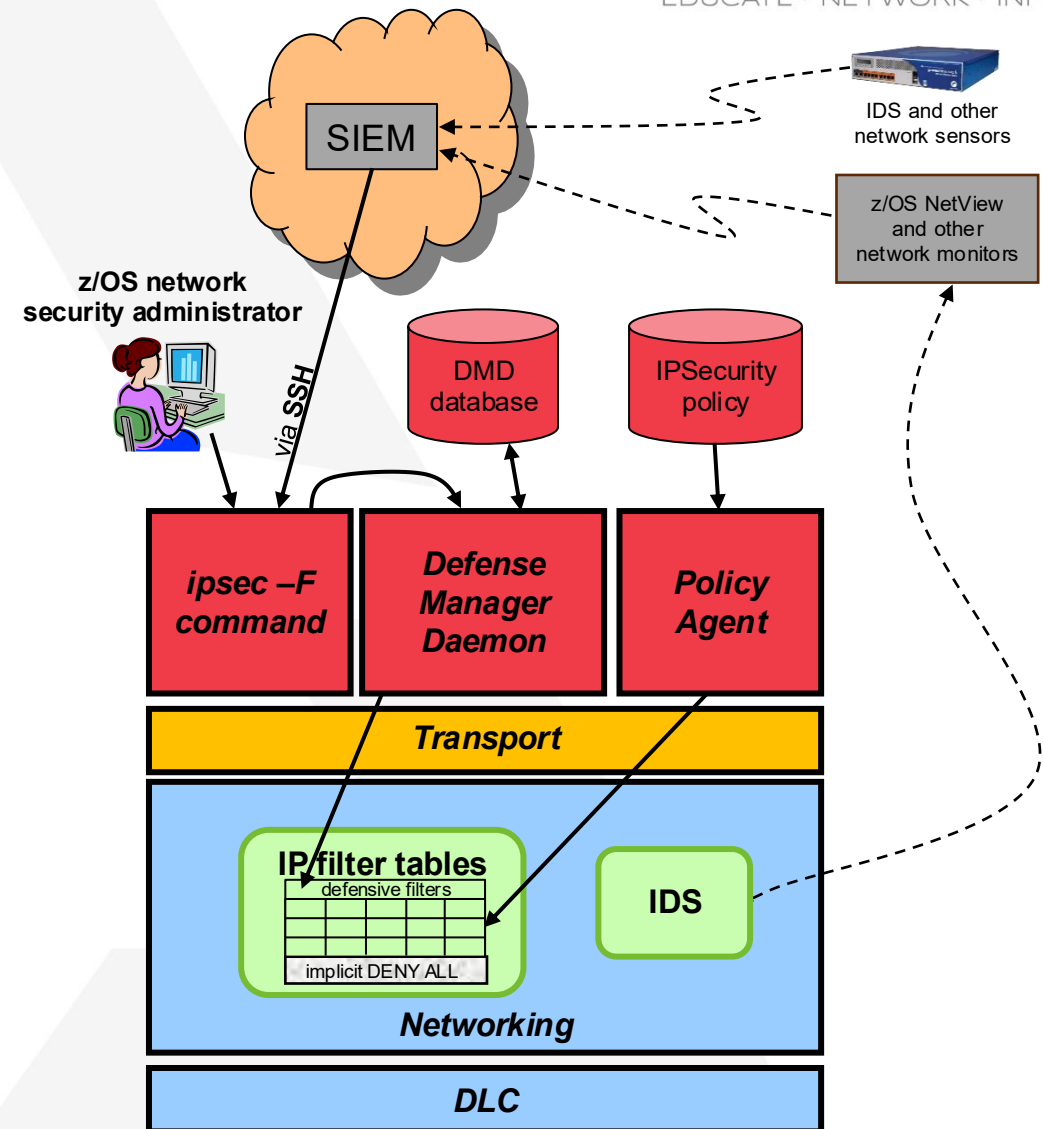 SIEM
IDS and other
network sensors
z/OS NetView
and other
network monitors
z/OS network
security administrator
via SSH
DMD
database
IPSecurity
policy
ipsec –F
command
Defense
Manager
Daemon
Policy
Agent
Transport
IP filter tables
defensive filters
implicit DENY ALL
IDS
Networking
DLC